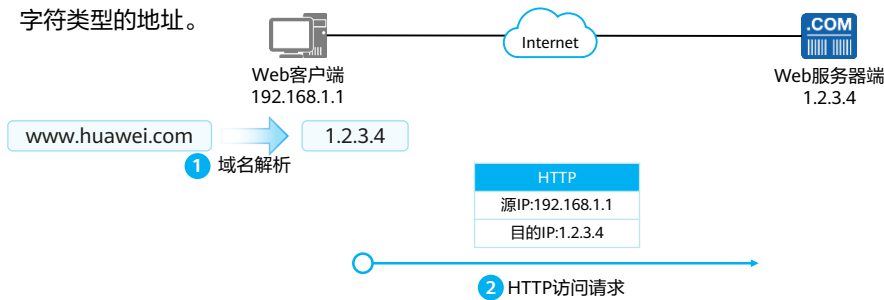 字符类型的地址。
Internet
.COM
Web客户端
192.168.1.1
Web服务器端
1.2.3.4
www.huawei.com
1.2.3.4
1 域名解析
HTTP
源IP:192.168.1.1
目的IP:1.2.3.4
2 HTTP访问请求